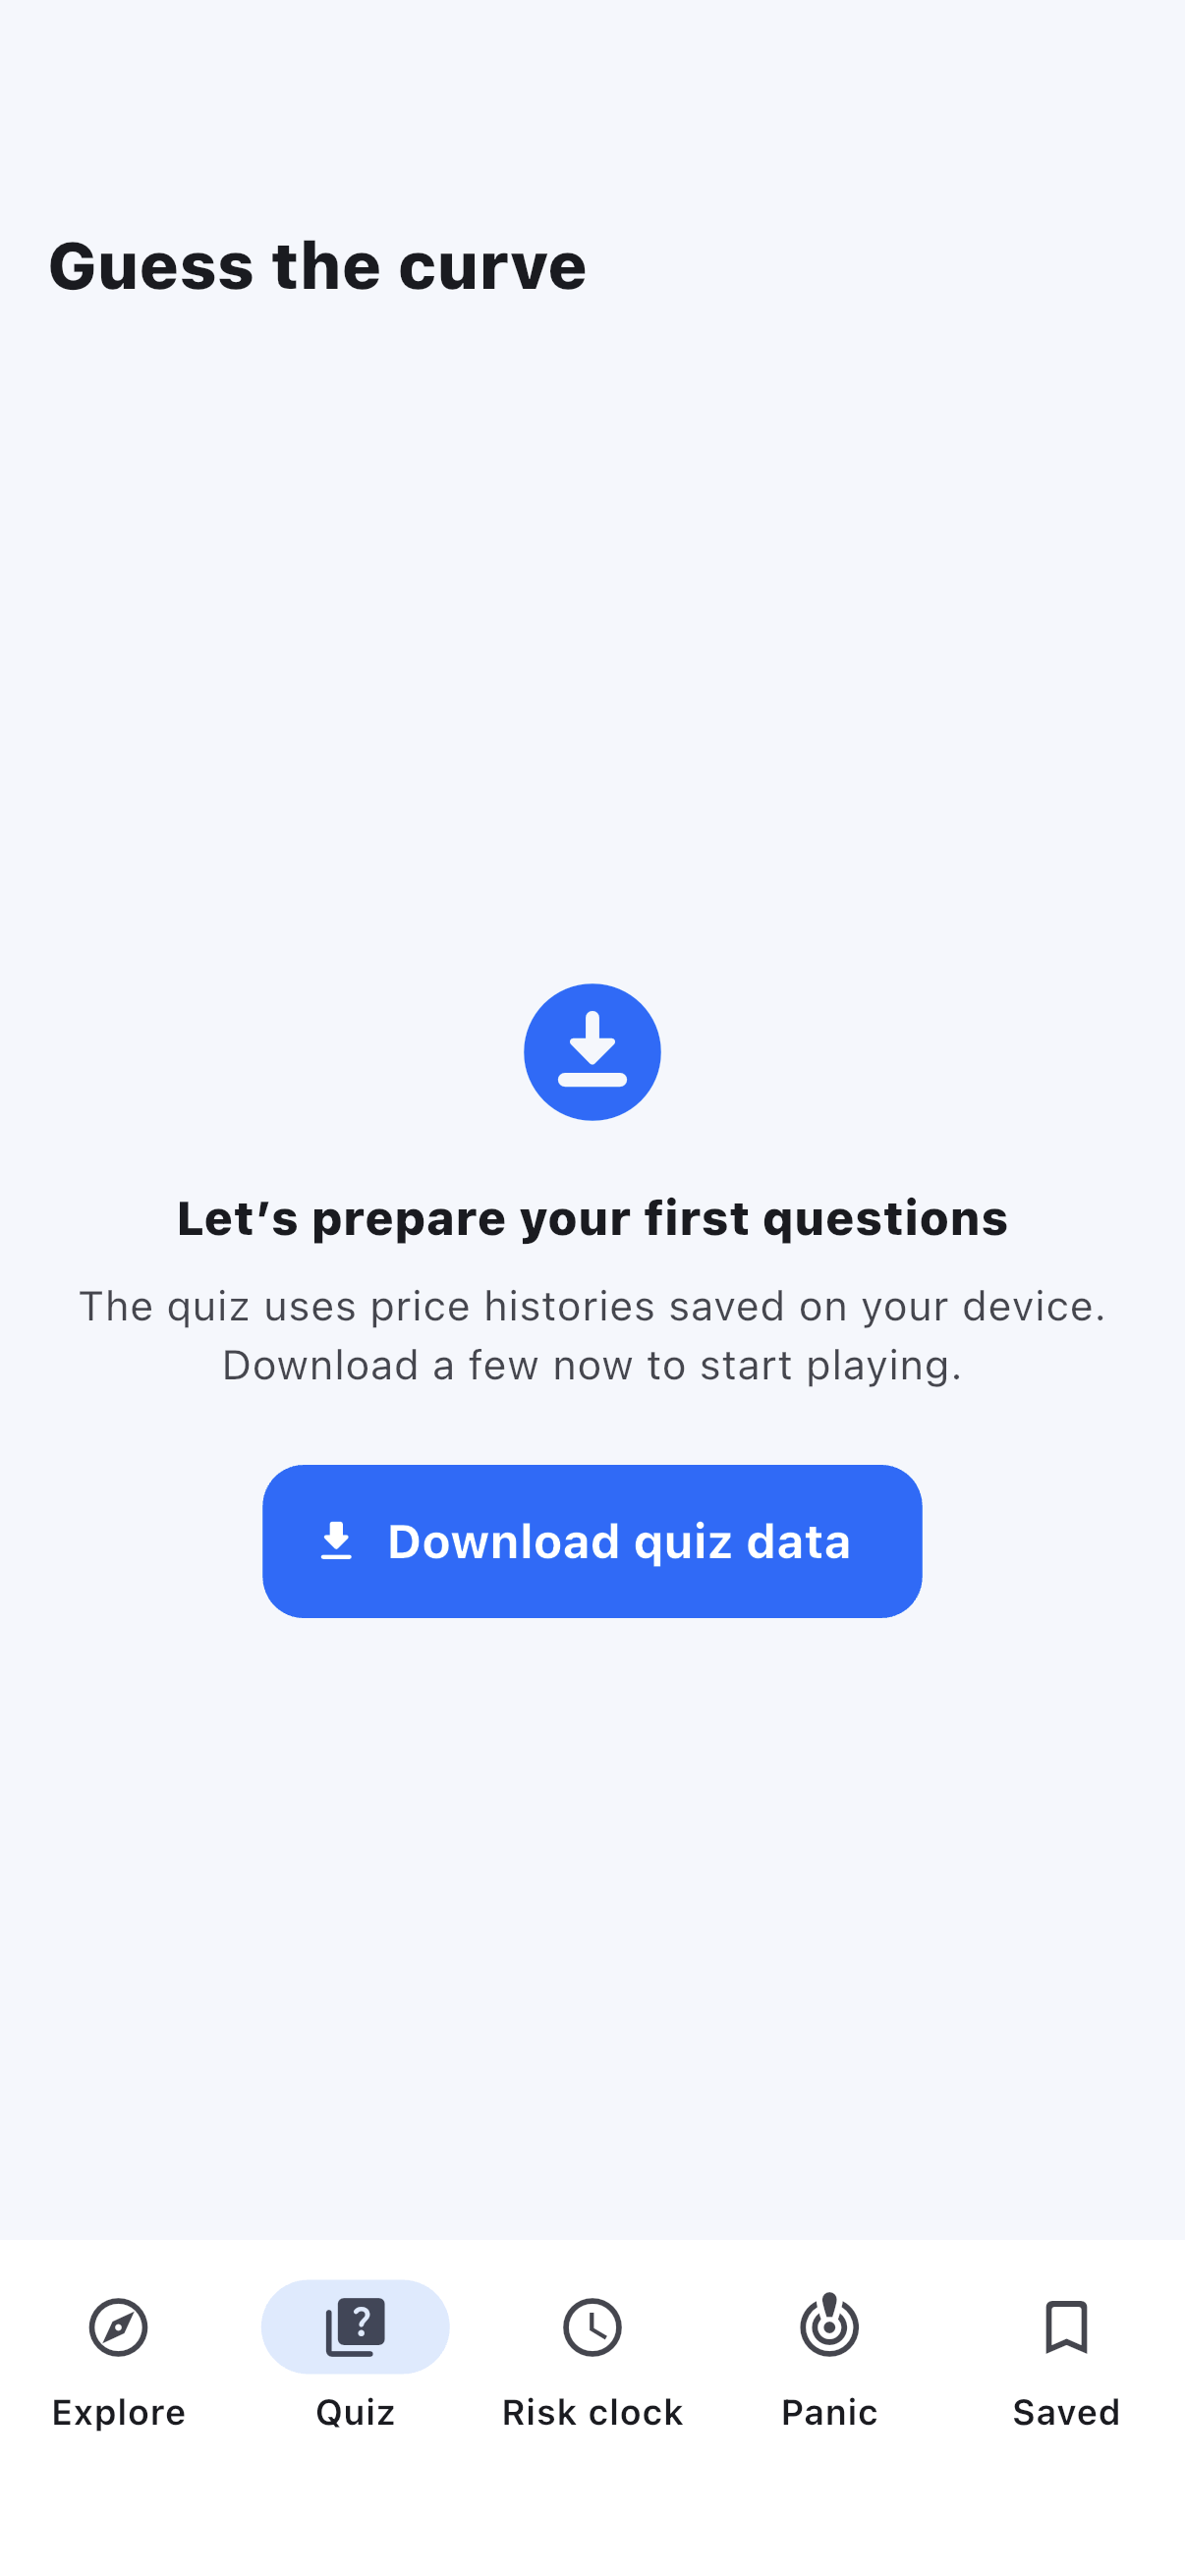 Guess the curve
Let’s prepare your first questions
The quiz uses price histories saved on your device.
Download a few now to start playing.
Download quiz data
Explore
Quiz
Risk clock
Panic
Saved